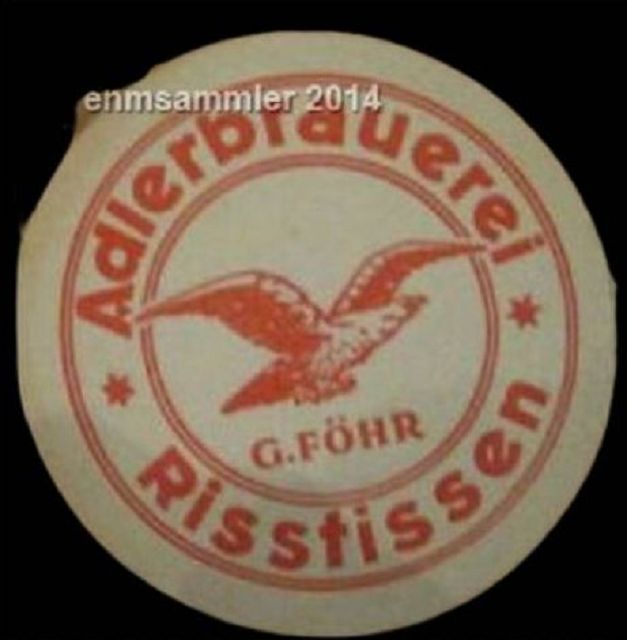 enmsammler 2014
Adlerbrauerei
G.FÖHR
Risstissen